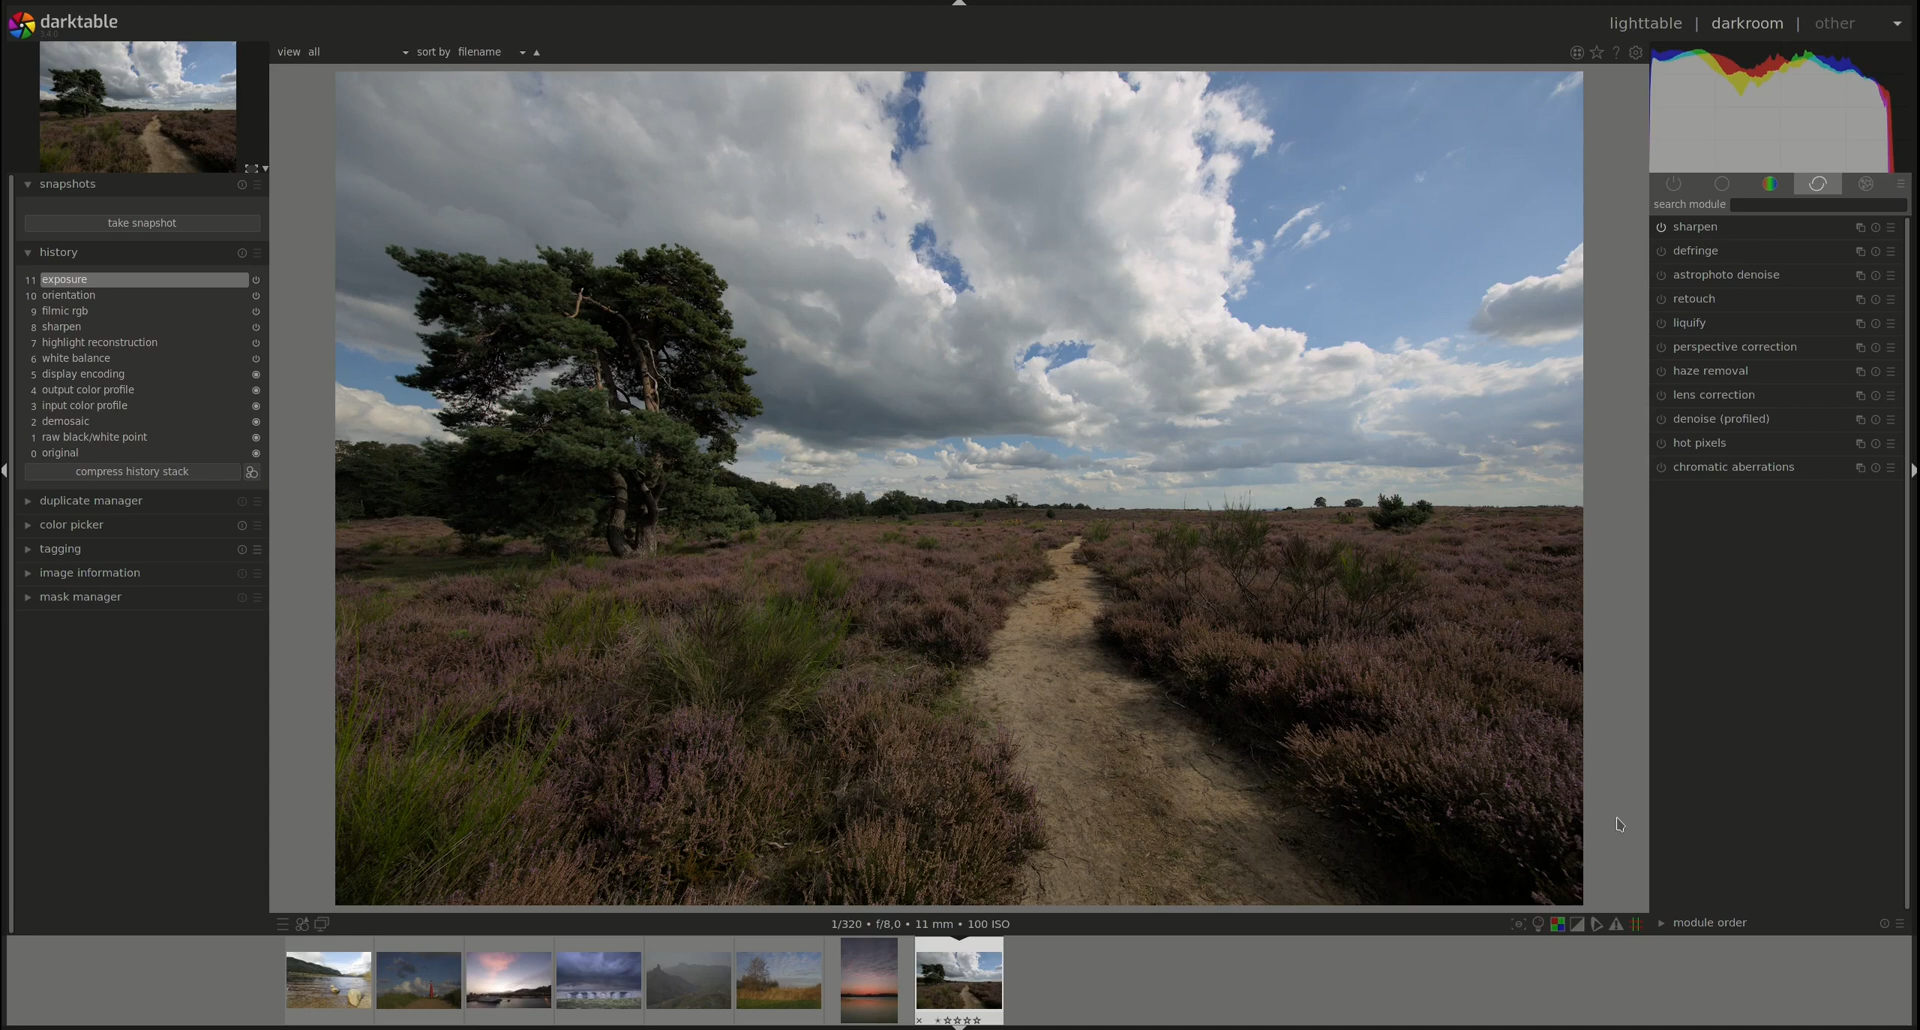 darktable
3.4.0
lighttable | darkroom | other
view all sort by filename
snapshots
take snapshot
history
11 exposure
10 orientation
9 filmic rgb
8 sharpen
7 highlight reconstruction
6 white balance
5 display encoding
4 output color profile
3 input color profile
2 demosaic
1 raw black/white point
0 original
compress history stack
duplicate manager
color picker
tagging
image information
mask manager
search module
sharpen
defringe
astrophoto denoise
retouch
liquify
perspective correction
haze removal
lens correction
denoise (profiled)
hot pixels
chromatic aberrations
1/320 • f/8,0 • 11 mm • 100 ISO
module order